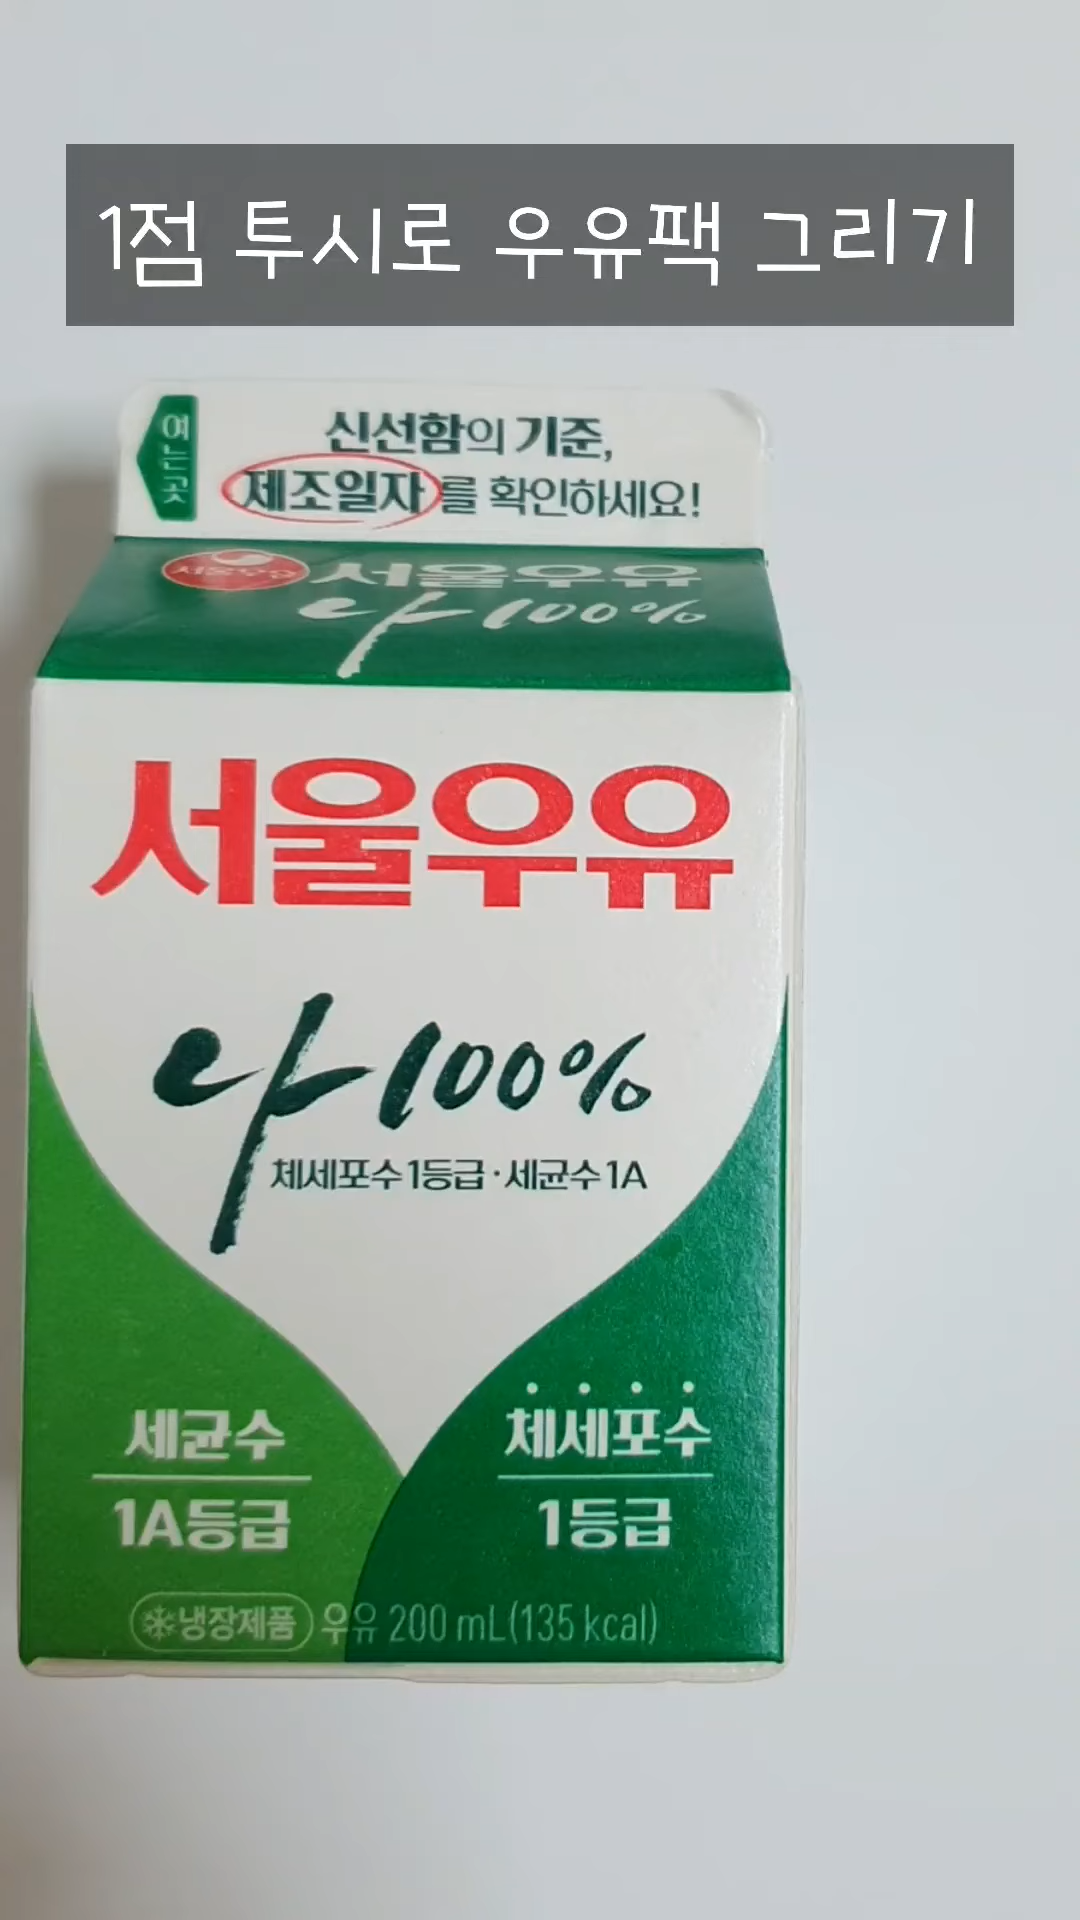 1점 투시로 우유팩 그리기
여는곳
신선함의 기준,
제조일자를 확인하세요!
서울우유
서울우유
나100%
서울우유
나100%
체세포수1등급·세균수1A
세균수
1A등급
체세포수
1등급
냉장제품 우유 200 mL(135 kcal)